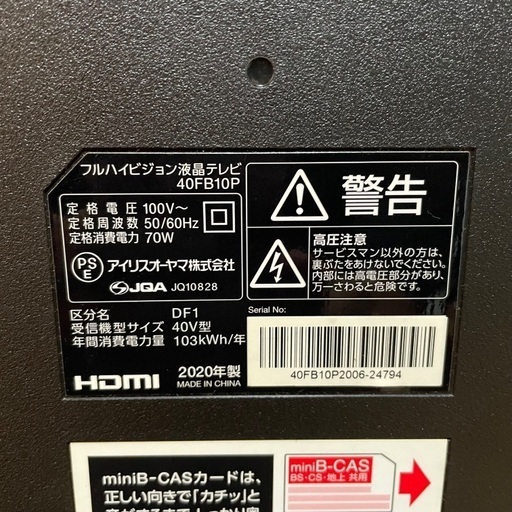 フルハイビジョン液晶テレビ
40FB10P
定格電圧 100V～
定格周波数 50/60Hz
定格消費電力 70W
PS
E
アイリスオーヤマ株式会社
JQA JQ10828
区分名 DF1
受信機型サイズ 40V型
年間消費電力量 103kWh/年
HDMI
2020年製
MADE IN CHINA
警告
高圧注意
サービスマン以外の方は、
裏ぶたをあけないでください。
内部には高電圧部分があり、
万一さわると危険です。
Serial No:
40FB10P2006-24794
miniB-CASカードは、
正しい向きで「カチッ」と
miniB-CAS
BS・CS・地上 共用